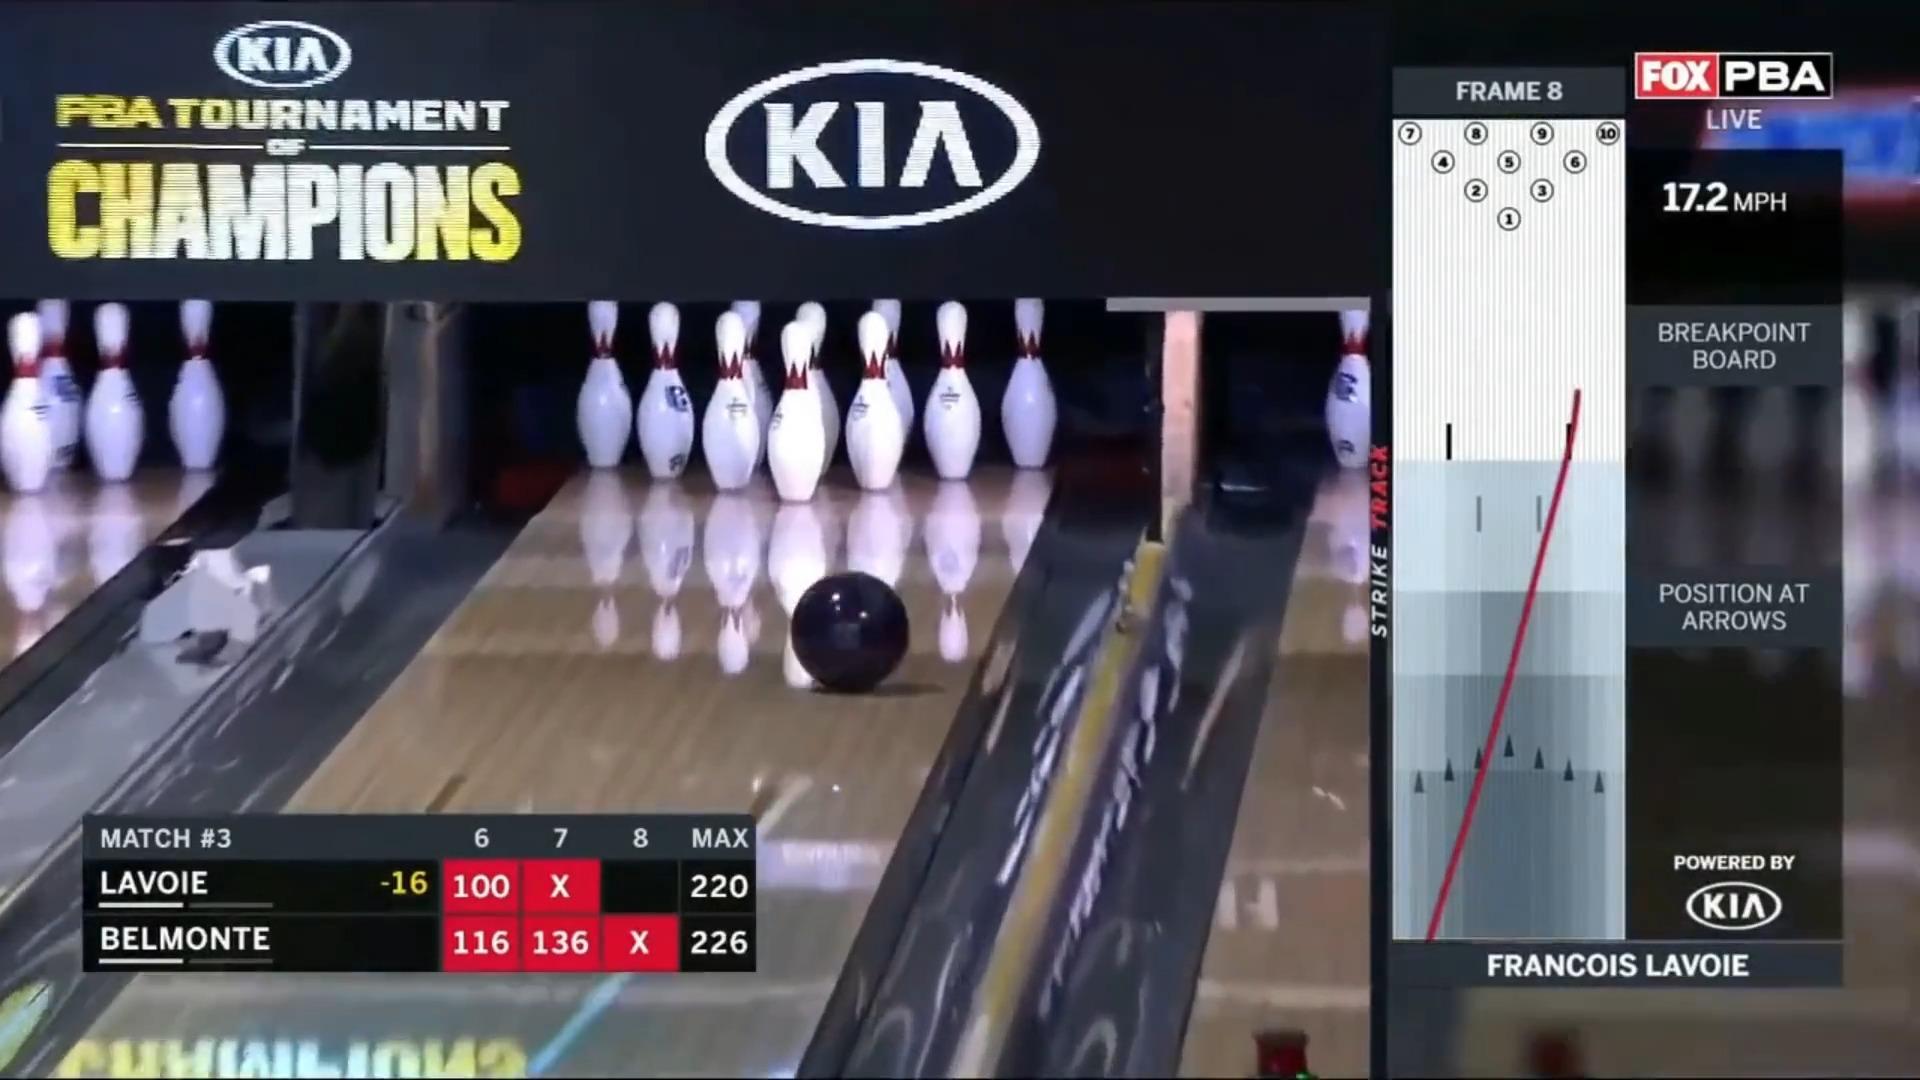 KIA
PBA TOURNAMENT
OF
CHAMPIONS
KIA
FRAME 8
7 8 9 10
4 5 6
2 3
1
FOX PBA
LIVE
17.2 MPH
BREAKPOINT
BOARD
POSITION AT
ARROWS
STRIKE TRACK
POWERED BY
KIA
FRANCOIS LAVOIE
MATCH #3 6 7 8 MAX
LAVOIE -16 100 X 220
BELMONTE 116 136 X 226
CHAMPIONS